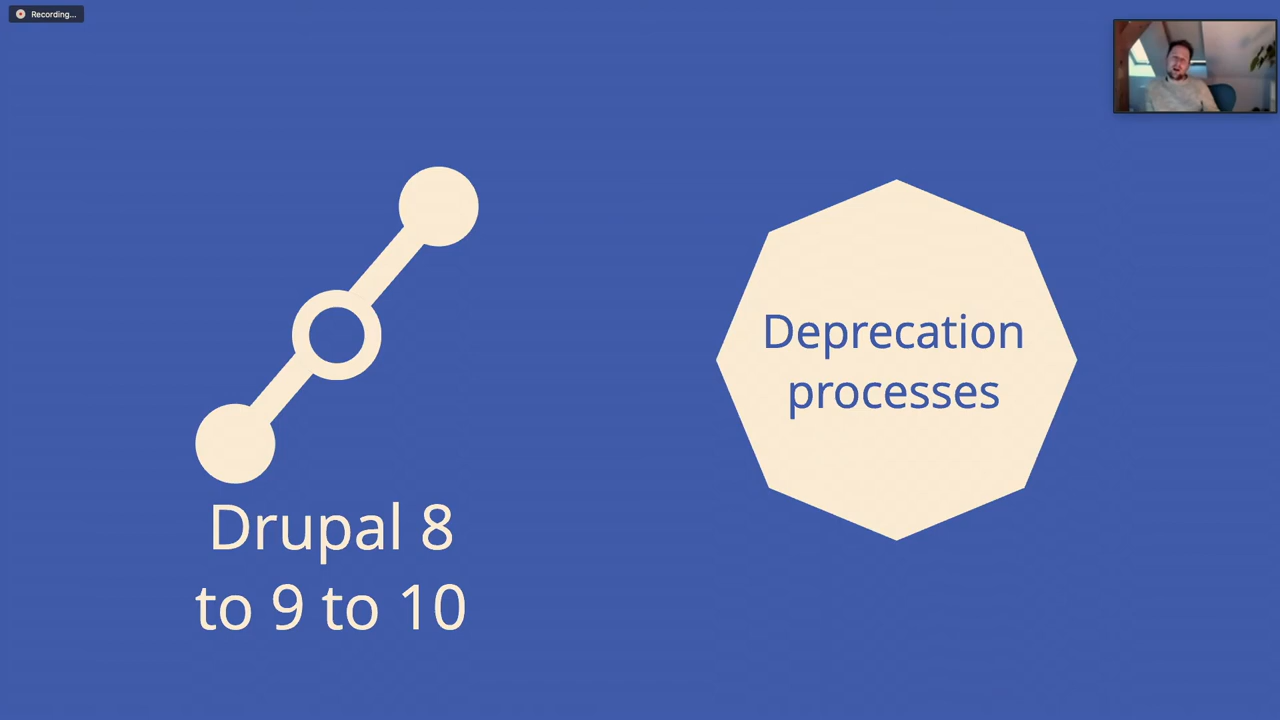 Recording...
Drupal 8
to 9 to 10
Deprecation
processes